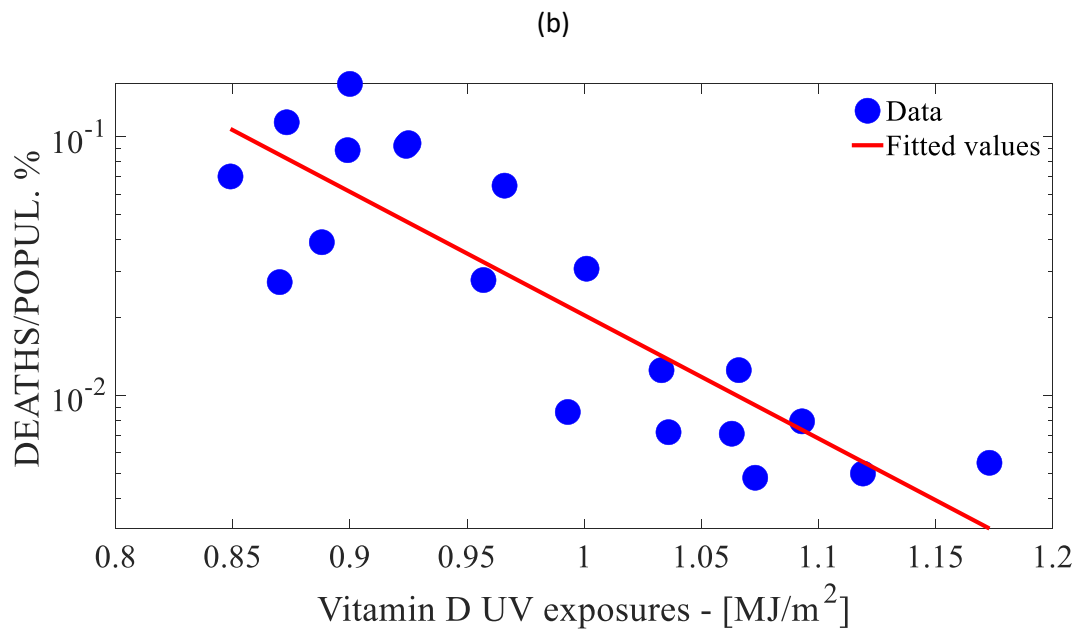 (b)
Data
Fitted values
10^-1
10^-2
DEATHS/POPUL. %
0.8 0.85 0.9 0.95 1 1.05 1.1 1.15 1.2
Vitamin D UV exposures - [MJ/m^2]